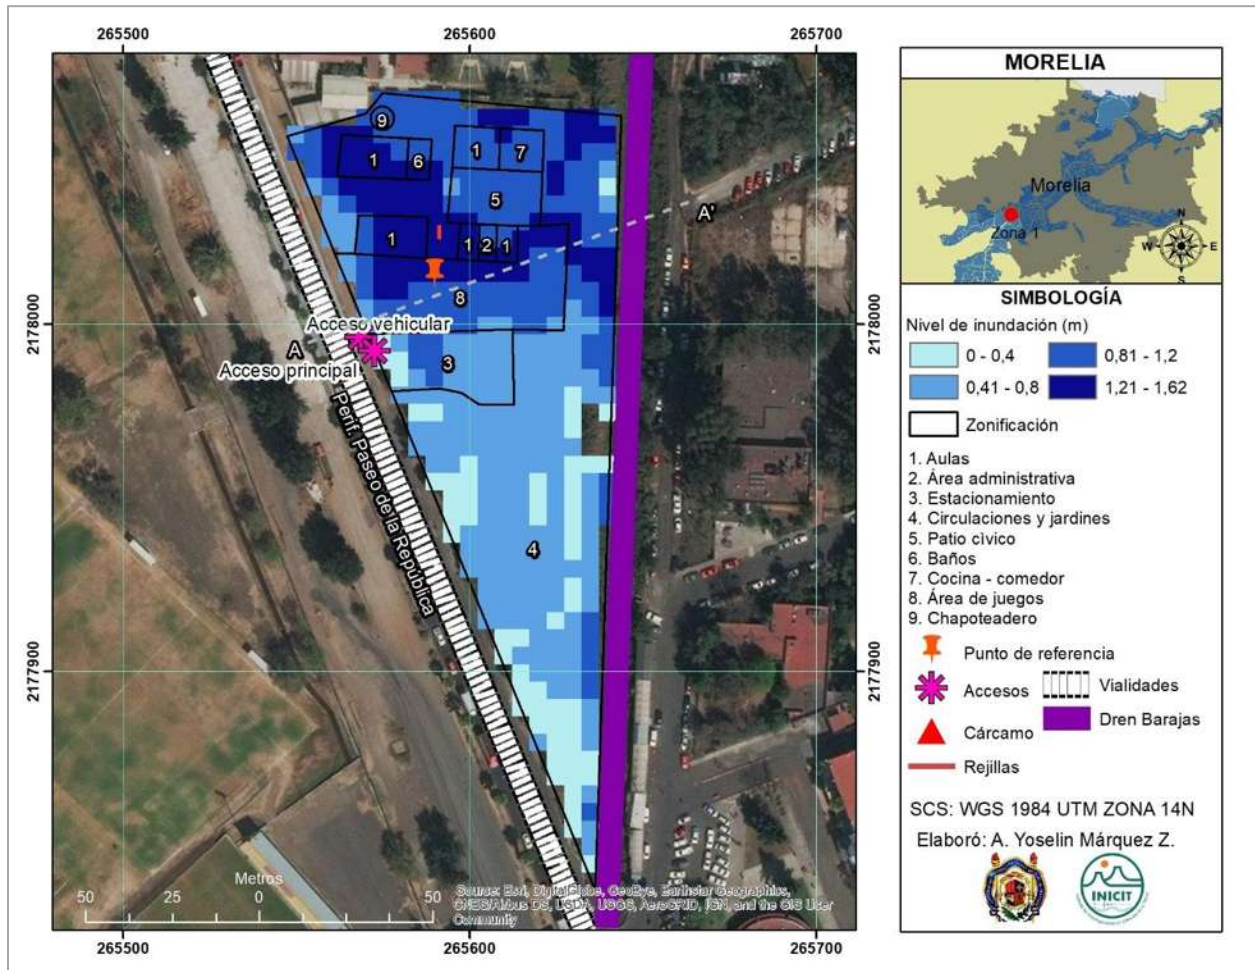 265500
265600
265700
2178000
2177900
9
1
6
1
7
5
1
1
2
1
8
A'
Acceso vehicular
A
Acceso principal
3
Perif. Paseo de la República
4
Metros
50
25
0
50
Source: Esri, DigitalGlobe, GeoEye, Earthstar Geographics,
CNES/Airbus DS, USDA, USGS, AeroGRID, IGN, and the GIS User
Community
265500
265600
265700
2178000
2177900
MORELIA
Morelia
Zona 1
N
W
E
S
SIMBOLOGÍA
Nivel de inundación (m)
0 - 0,4
0,81 - 1,2
0,41 - 0,8
1,21 - 1,62
Zonificación
1. Aulas
2. Área administrativa
3. Estacionamiento
4. Circulaciones y jardines
5. Patio cìvico
6. Baños
7. Cocina - comedor
8. Área de juegos
9. Chapoteadero
Punto de referencia
Accesos
Vialidades
Cárcamo
Dren Barajas
Rejillas
SCS: WGS 1984 UTM ZONA 14N
Elaboró: A. Yoselin Márquez Z.
INICIT